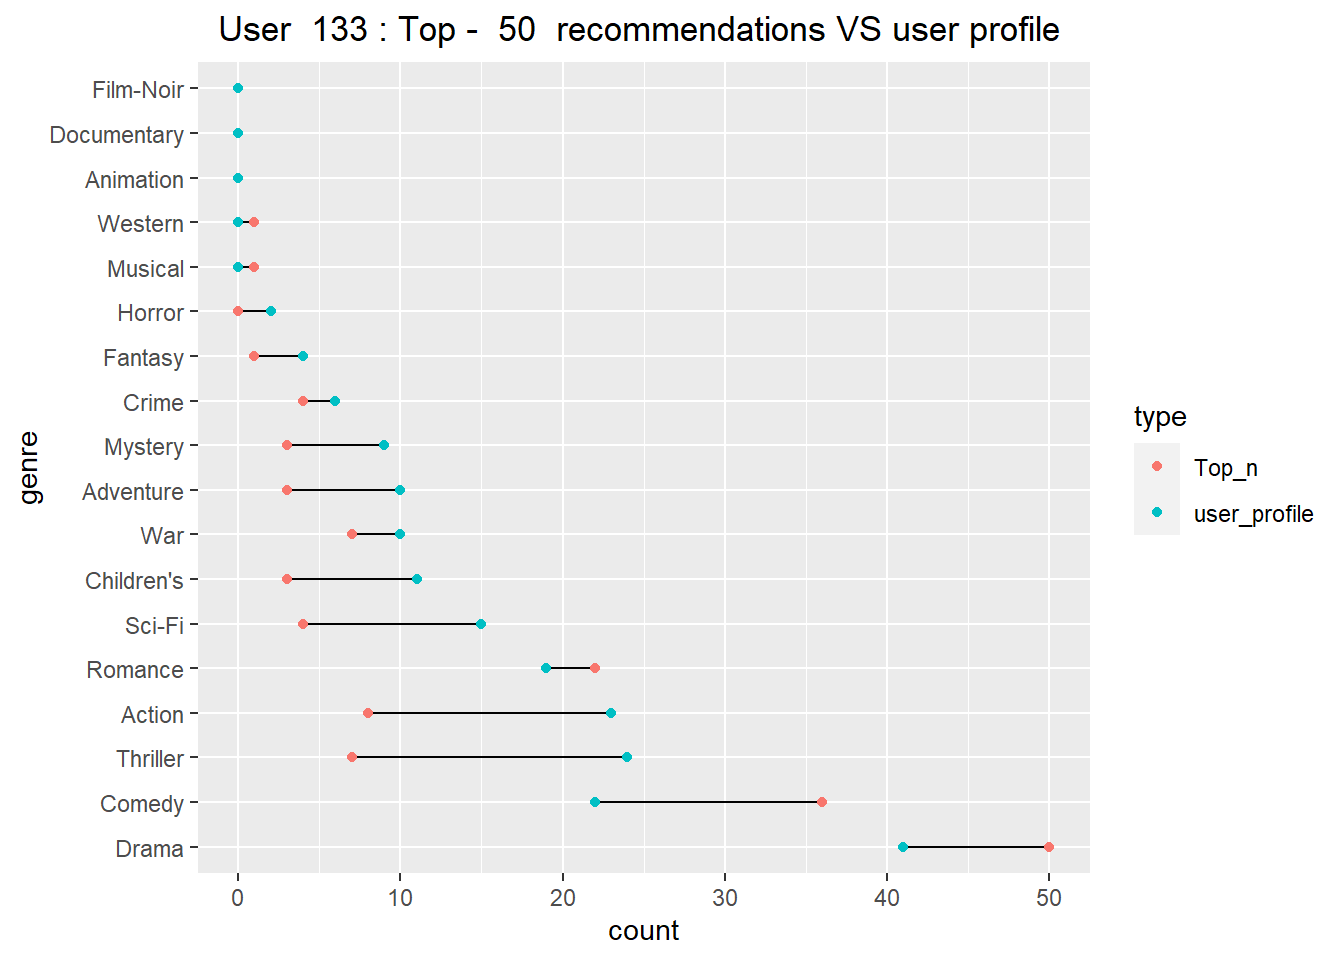 User  133 : Top -  50  recommendations VS user profile
Film-Noir
Documentary
Animation
Western
Musical
Horror
Fantasy
Crime
Mystery
Adventure
War
Children's
Sci-Fi
Romance
Action
Thriller
Comedy
Drama
genre
0 10 20 30 40 50
count
type
Top_n
user_profile